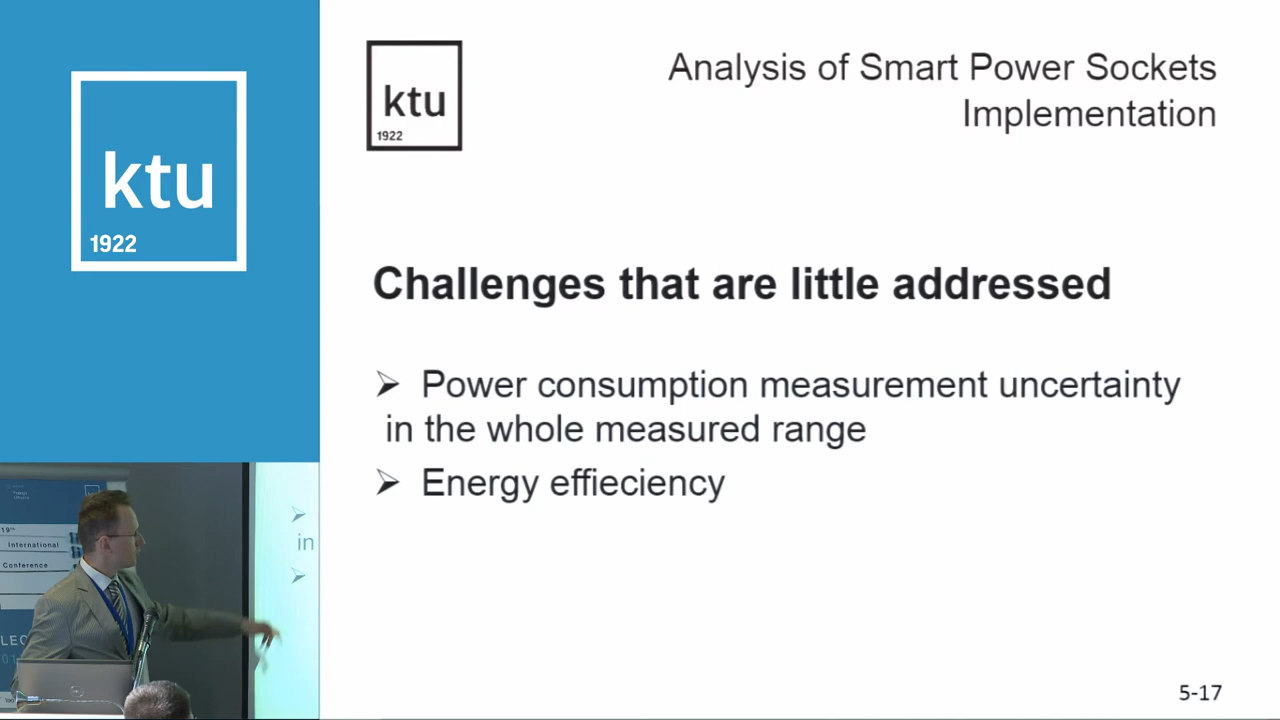 ktu
1922
ktu
1922
Analysis of Smart Power Sockets
Implementation
Challenges that are little addressed
➢ Power consumption measurement uncertainty
in the whole measured range
➢ Energy effieciency
5-17
19th
International
Conference
➢
in
➢